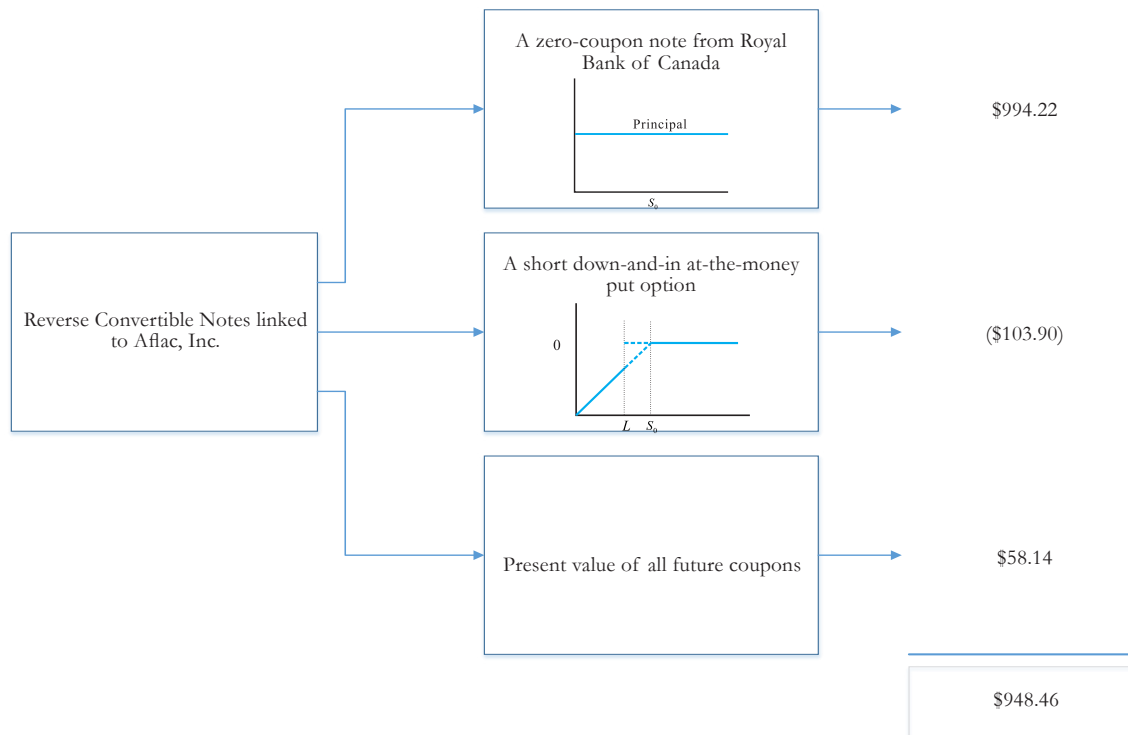 A zero-coupon note from Royal
Bank of Canada
Principal
S₀
$994.22
Reverse Convertible Notes linked
to Aflac, Inc.
A short down-and-in at-the-money
put option
0
L S₀
($103.90)
Present value of all future coupons
$58.14
$948.46